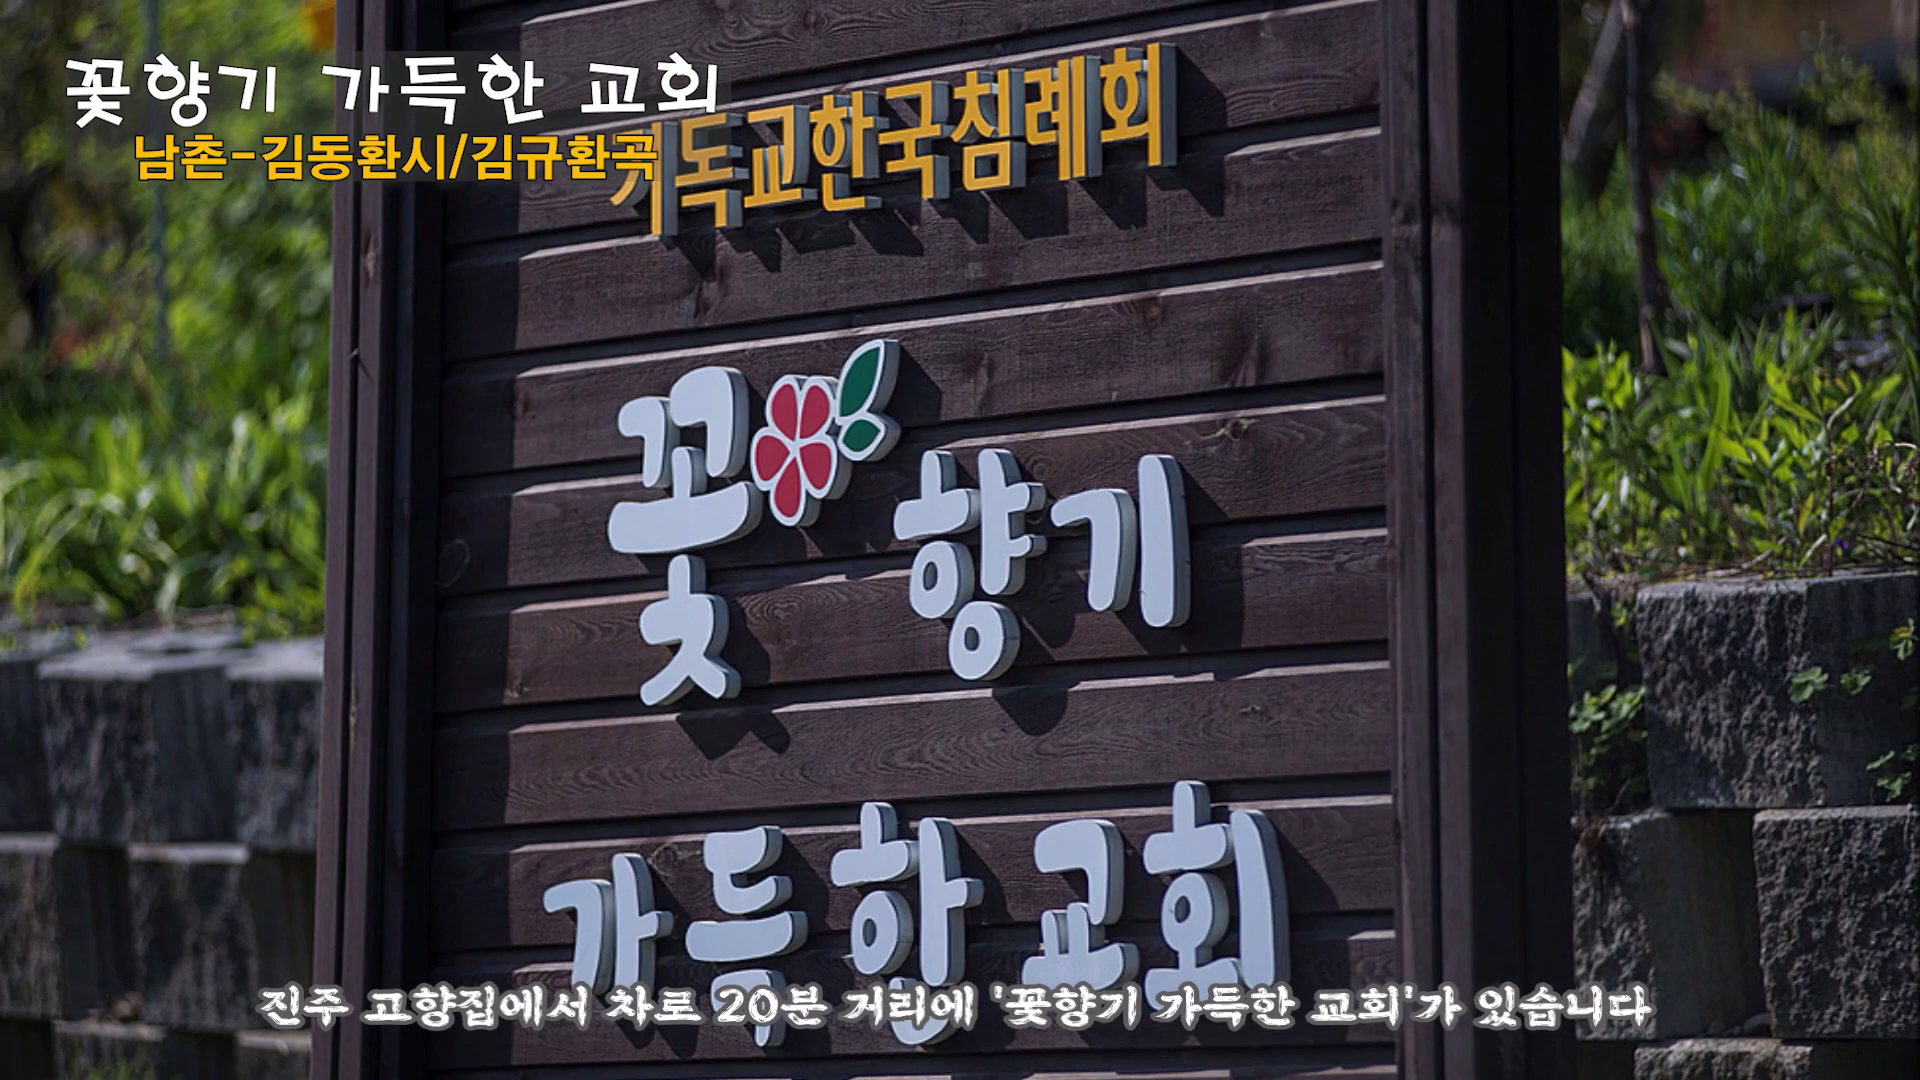 꽃향기 가득한 교회
남촌-김동환시/김규환곡
기독교한국침례회
꽃향기
가득한 교회
진주 고향집에서 차로 20분 거리에 '꽃향기 가득한 교회'가 있습니다